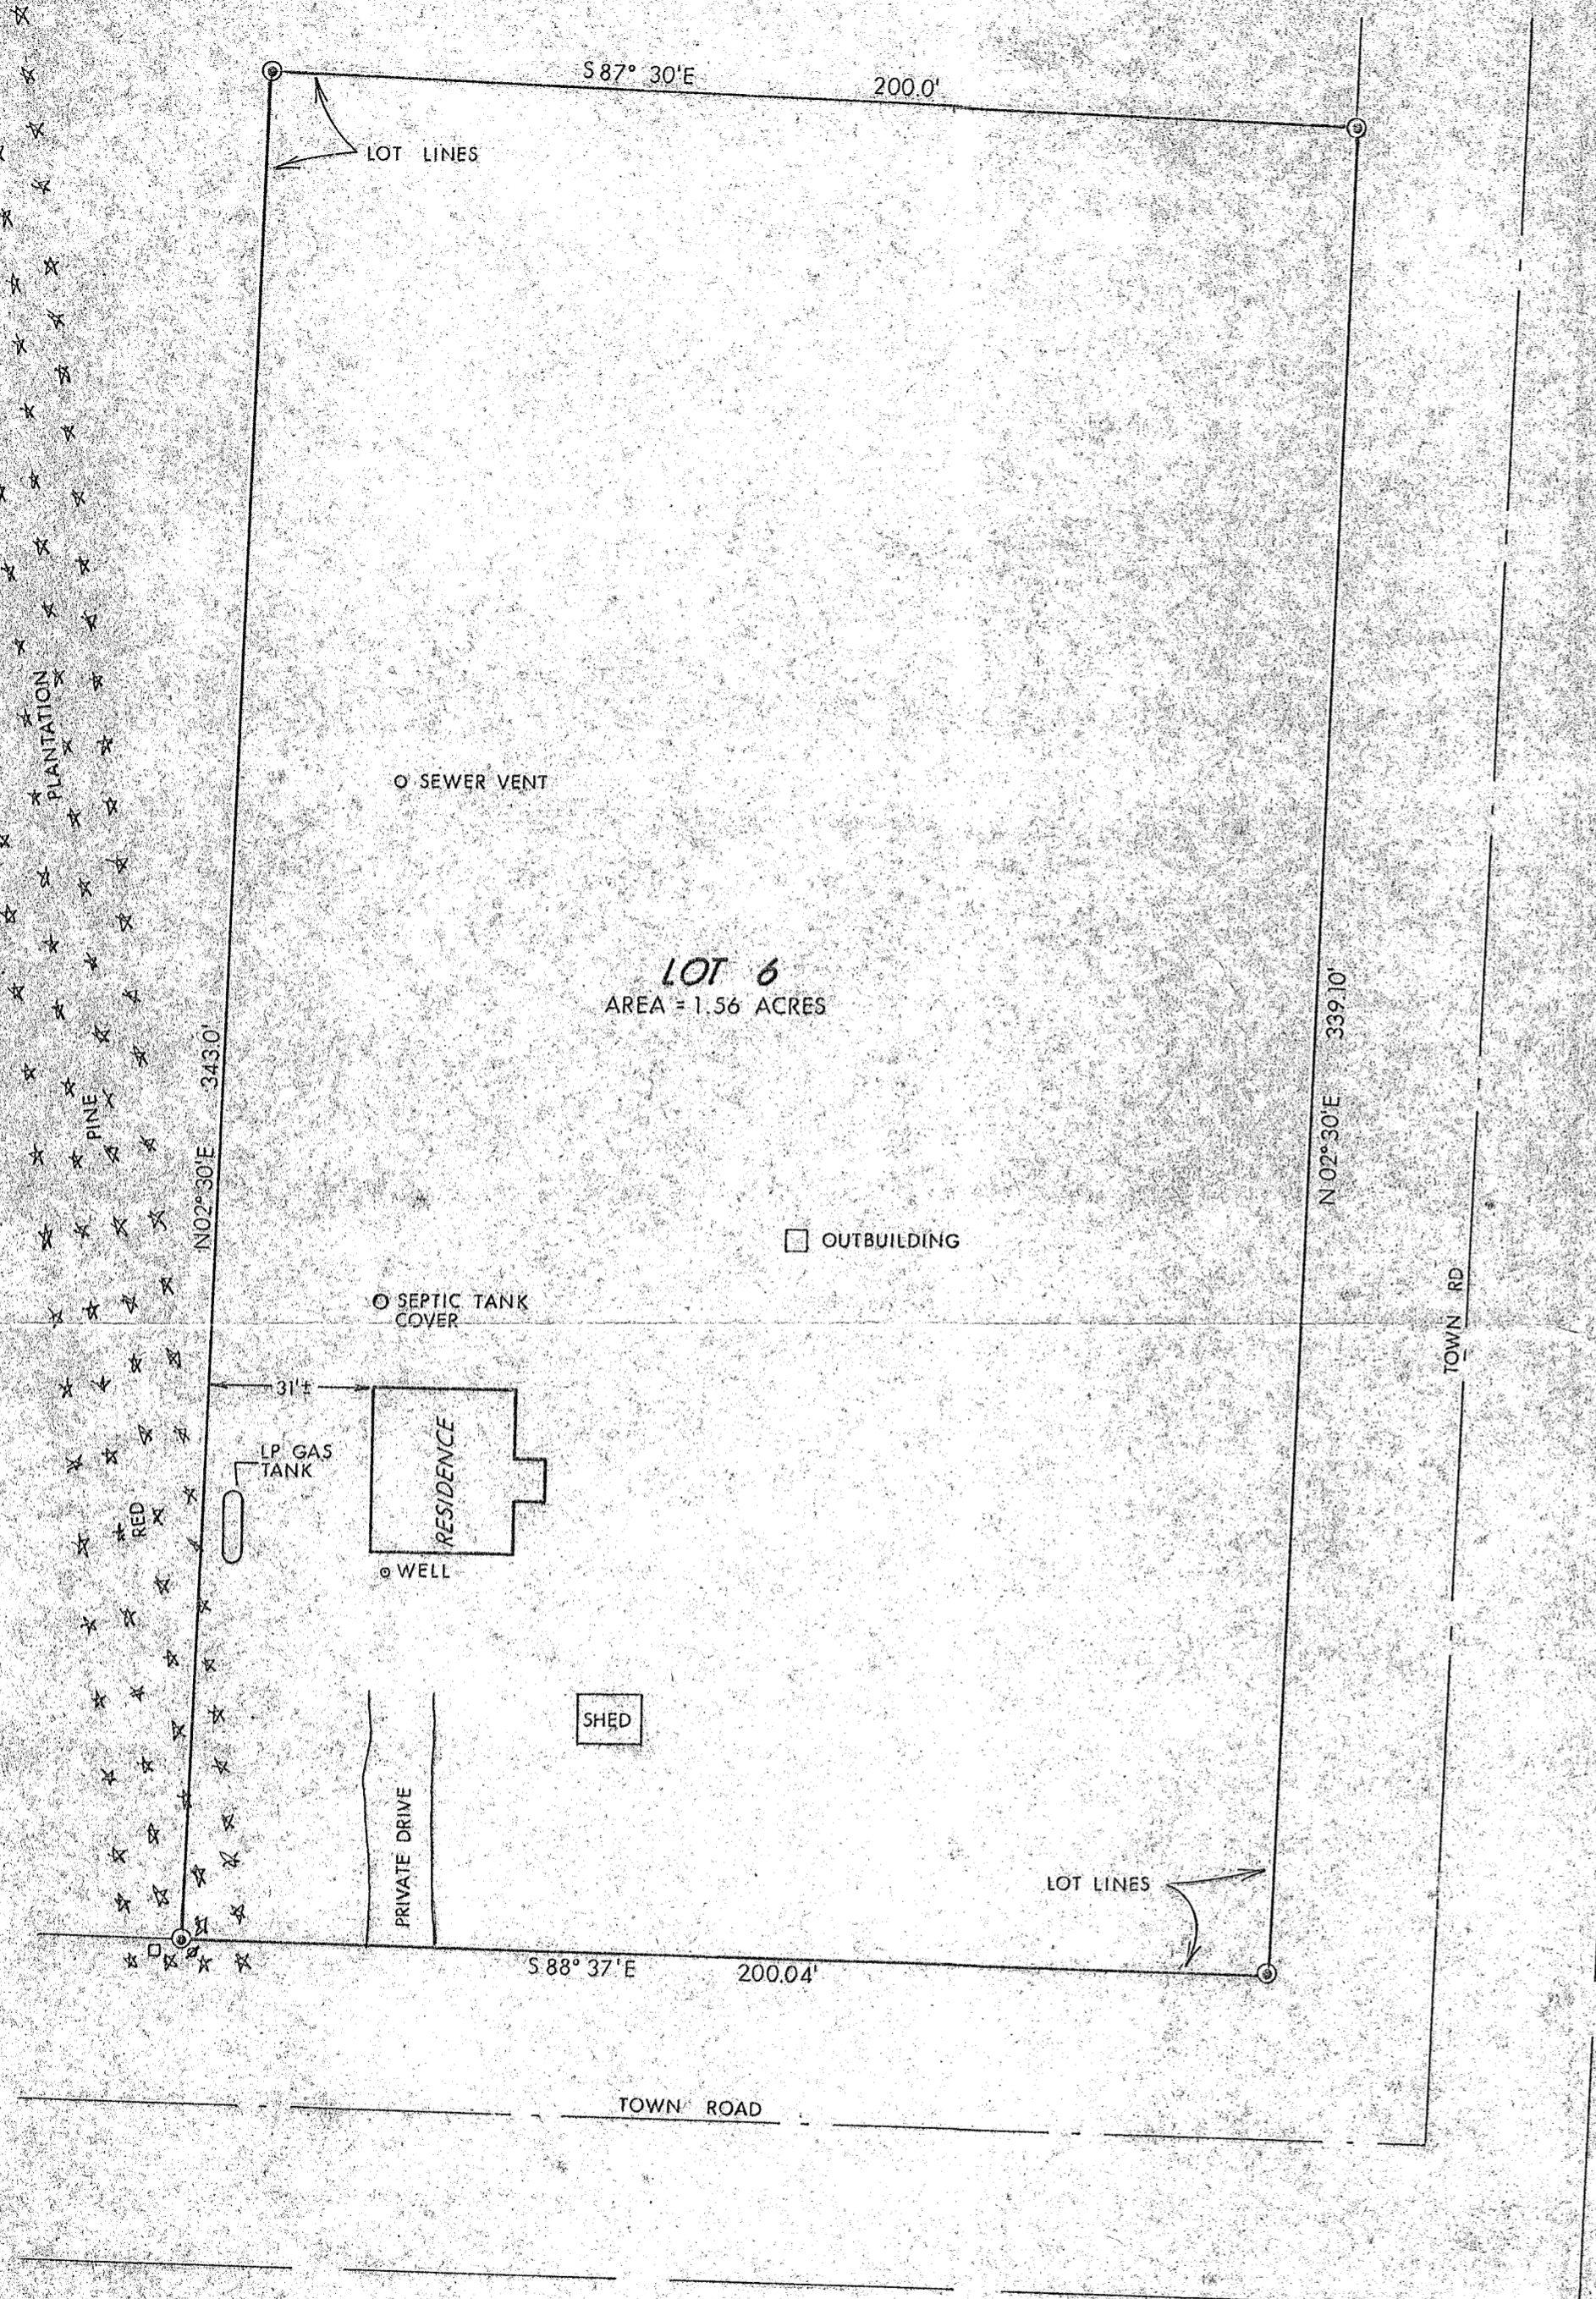 S 87° 30'E 200.0'
LOT LINES
PLANTATION
SEWER VENT
LOT 6
AREA = 1.56 ACRES
N02°30'E 343.0'
N 02° 30'E 339.10'
PINE
OUTBUILDING
SEPTIC TANK
COVER
TOWN RD
31'±
RESIDENCE
LP GAS
TANK
RED
WELL
SHED
PRIVATE DRIVE
LOT LINES
S 88° 37'E 200.04'
TOWN ROAD